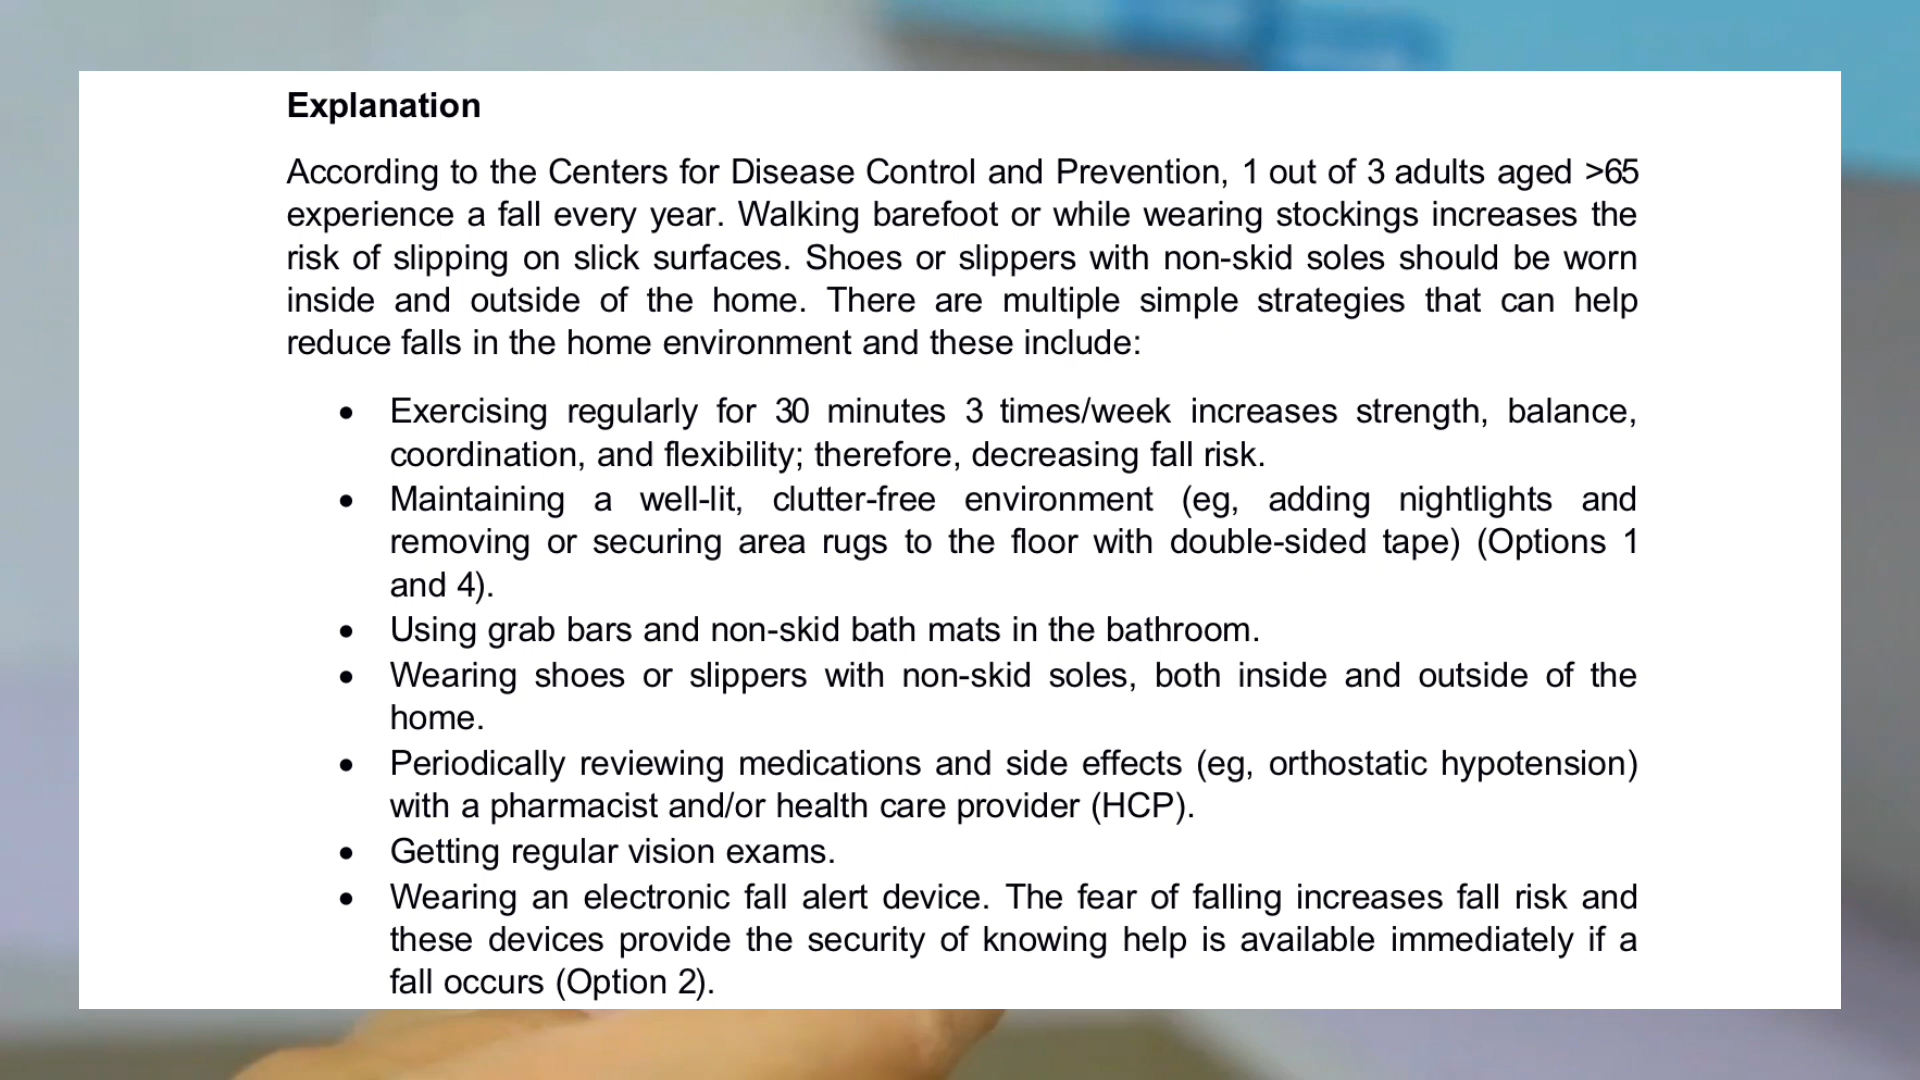 Explanation
According to the Centers for Disease Control and Prevention, 1 out of 3 adults aged >65
experience a fall every year. Walking barefoot or while wearing stockings increases the
risk of slipping on slick surfaces. Shoes or slippers with non-skid soles should be worn
inside and outside of the home. There are multiple simple strategies that can help
reduce falls in the home environment and these include:
• Exercising regularly for 30 minutes 3 times/week increases strength, balance,
coordination, and flexibility; therefore, decreasing fall risk.
• Maintaining a well-lit, clutter-free environment (eg, adding nightlights and
removing or securing area rugs to the floor with double-sided tape) (Options 1
and 4).
• Using grab bars and non-skid bath mats in the bathroom.
• Wearing shoes or slippers with non-skid soles, both inside and outside of the
home.
• Periodically reviewing medications and side effects (eg, orthostatic hypotension)
with a pharmacist and/or health care provider (HCP).
• Getting regular vision exams.
• Wearing an electronic fall alert device. The fear of falling increases fall risk and
these devices provide the security of knowing help is available immediately if a
fall occurs (Option 2).